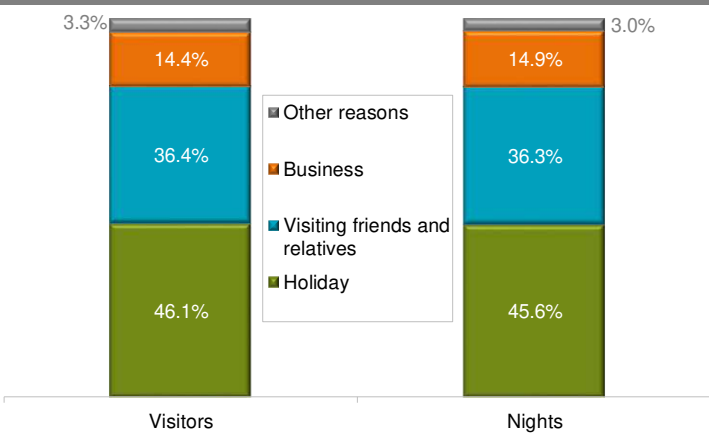 3.3%
3.0%
14.4%
14.9%
Other reasons
Business
36.4%
36.3%
Visiting friends and
relatives
Holiday
46.1%
45.6%
Visitors
Nights